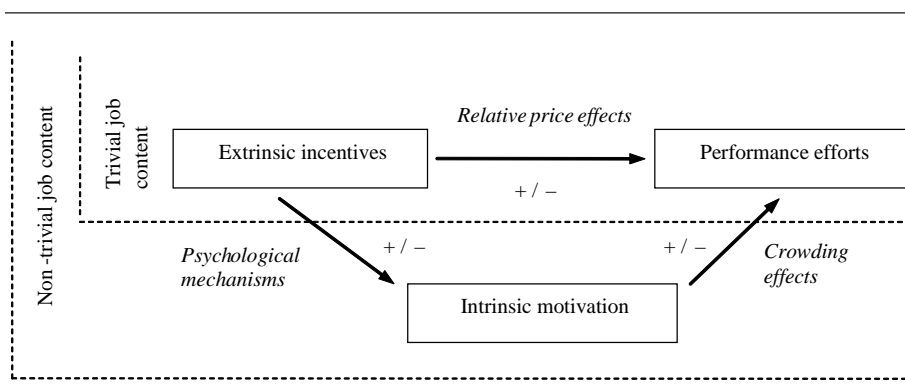 Non -trivial job content
Trivial job
content
Relative price effects
Extrinsic incentives
Performance efforts
+ / –
Psychological
mechanisms
+ / –
+ / –
Crowding
effects
Intrinsic motivation